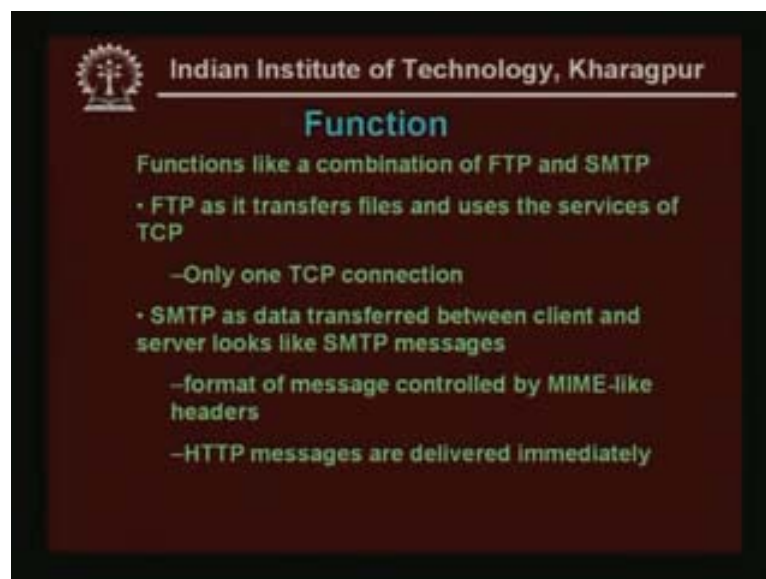 Indian Institute of Technology, Kharagpur
Function
Functions like a combination of FTP and SMTP
• FTP as it transfers files and uses the services of
TCP
–Only one TCP connection
• SMTP as data transferred between client and
server looks like SMTP messages
–format of message controlled by MIME-like
headers
–HTTP messages are delivered immediately